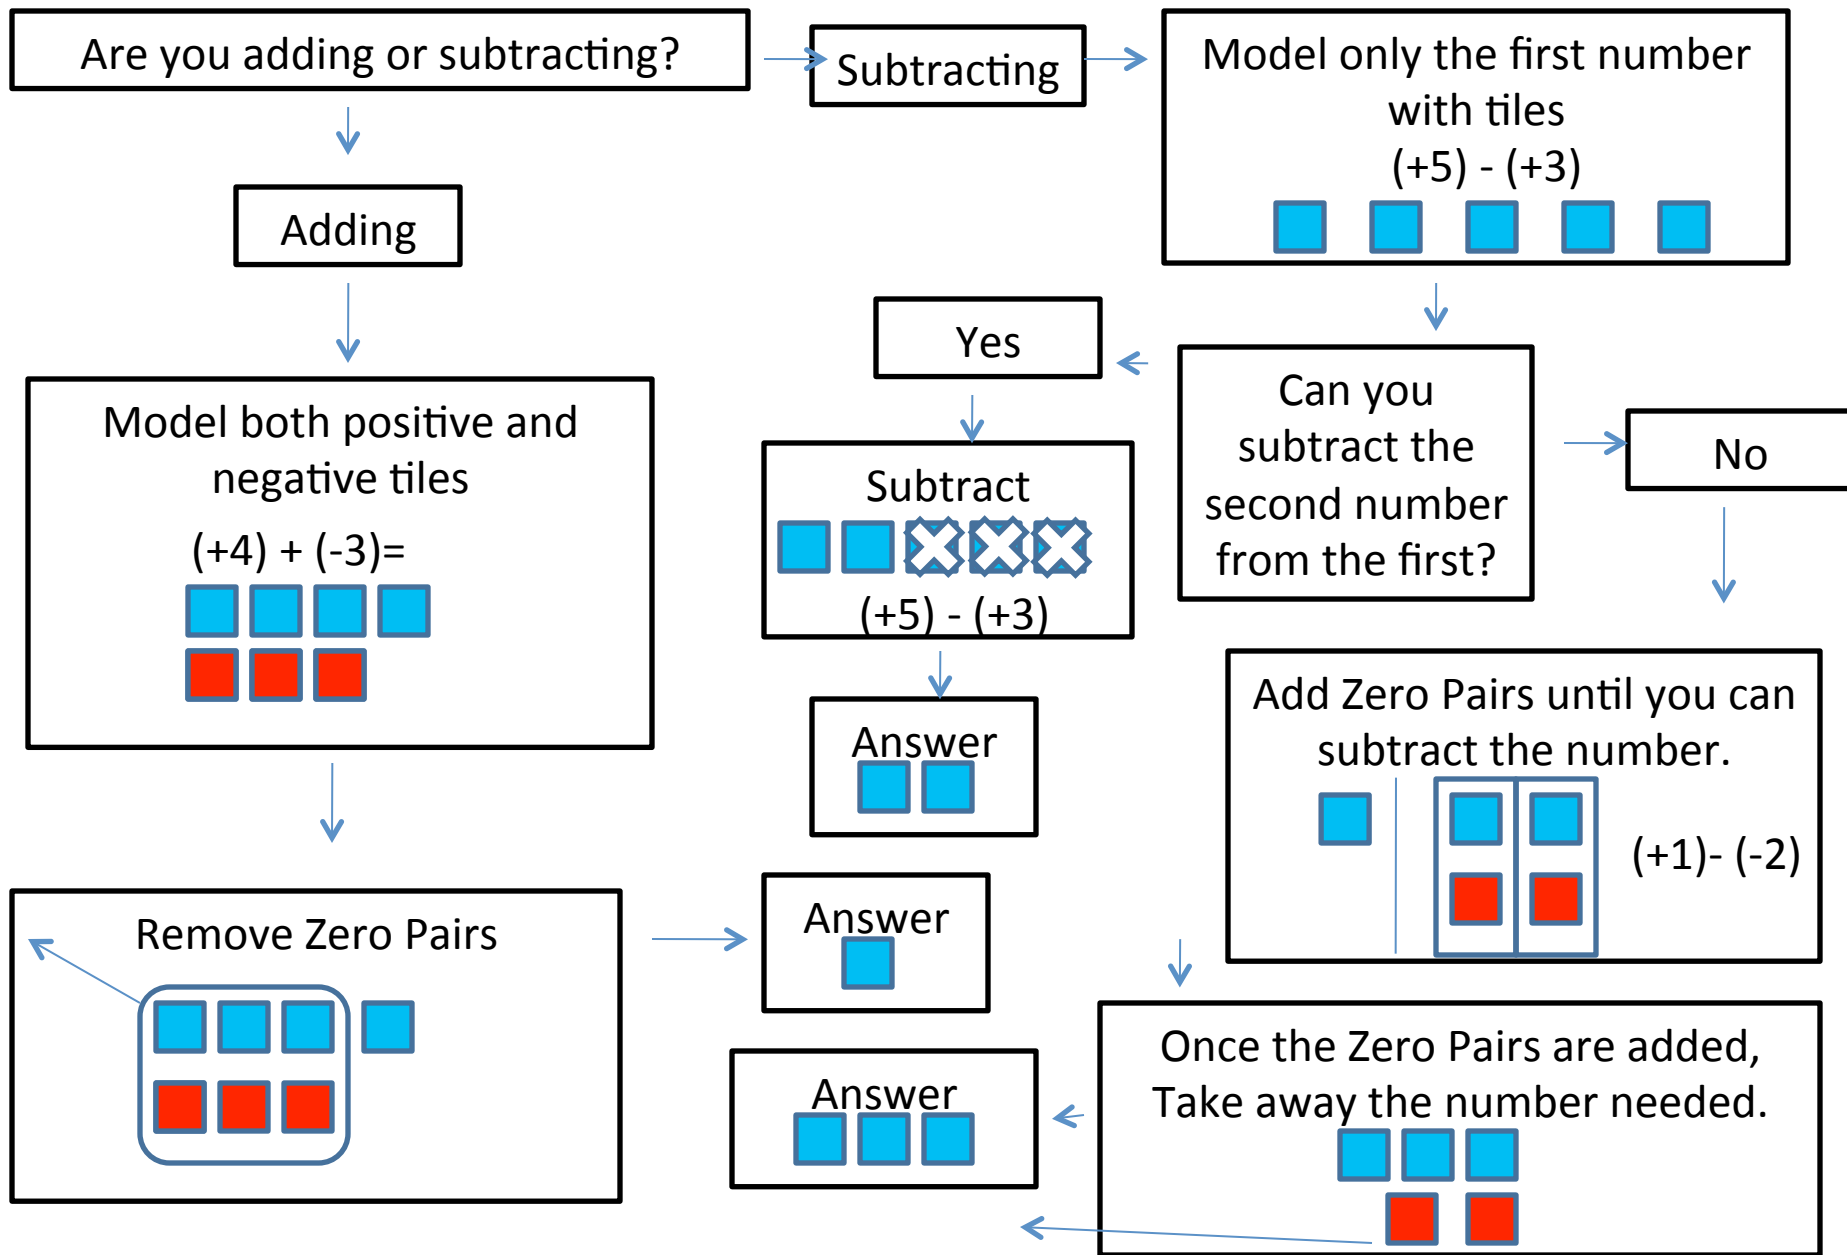 Are you adding or subtracting?
Subtracting
Model only the first number
with tiles
(+5) - (+3)
Adding
Yes
Can you
subtract the
second number
from the first?
No
Model both positive and
negative tiles
(+4) + (-3)=
Subtract
(+5) - (+3)
Answer
Add Zero Pairs until you can
subtract the number.
(+1)- (-2)
Remove Zero Pairs
Answer
Once the Zero Pairs are added,
Take away the number needed.
Answer